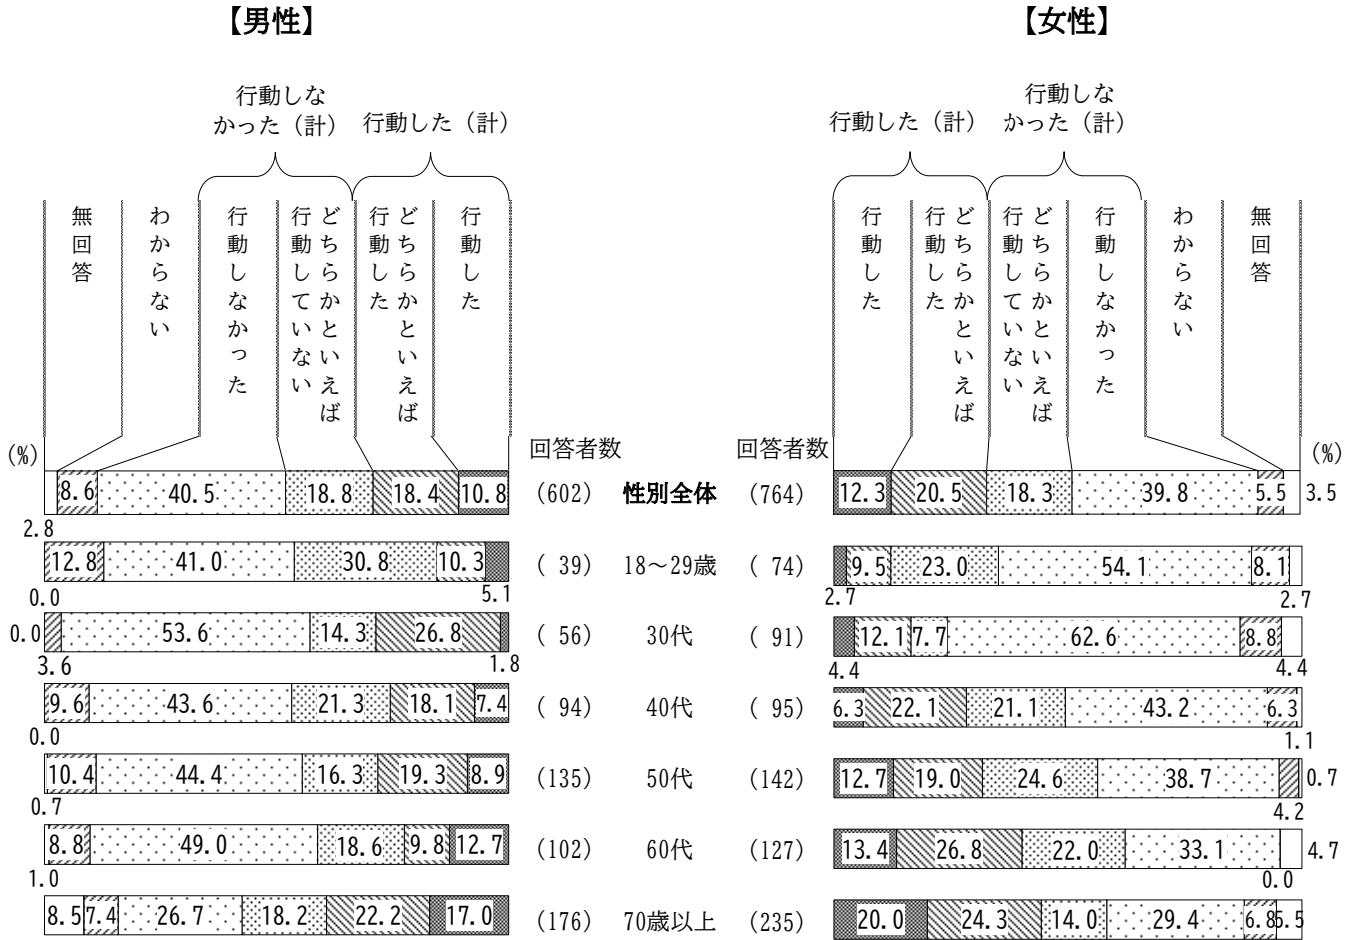 【男性】
【女性】
行動しな
かった（計）
行動した（計）
行動した（計）
行動しな
かった（計）
無回答
わからない
行動しなかった
どちらかといえば
行動していない
どちらかといえば
行動した
行動した
行動した
どちらかといえば
行動した
どちらかといえば
行動していない
行動しなかった
わからない
無回答
(%)
回答者数
回答者数
(%)
8.6 40.5 18.8 18.4 10.8 (602) 性別全体 (764) 12.3 20.5 18.3 39.8 5.5 3.5
2.8
12.8 41.0 30.8 10.3 ( 39) 18～29歳 ( 74) 9.5 23.0 54.1 8.1
0.0 5.1 2.7 2.7
0.0 53.6 14.3 26.8 ( 56) 30代 ( 91) 12.1 7.7 62.6 8.8
3.6 1.8 4.4 4.4
9.6 43.6 21.3 18.1 7.4 ( 94) 40代 ( 95) 6.3 22.1 21.1 43.2 6.3
0.0 1.1
10.4 44.4 16.3 19.3 8.9 (135) 50代 (142) 12.7 19.0 24.6 38.7 0.7
0.7 4.2
8.8 49.0 18.6 9.8 12.7 (102) 60代 (127) 13.4 26.8 22.0 33.1 4.7
1.0 0.0
8.5 7.4 26.7 18.2 22.2 17.0 (176) 70歳以上 (235) 20.0 24.3 14.0 29.4 6.8 5.5